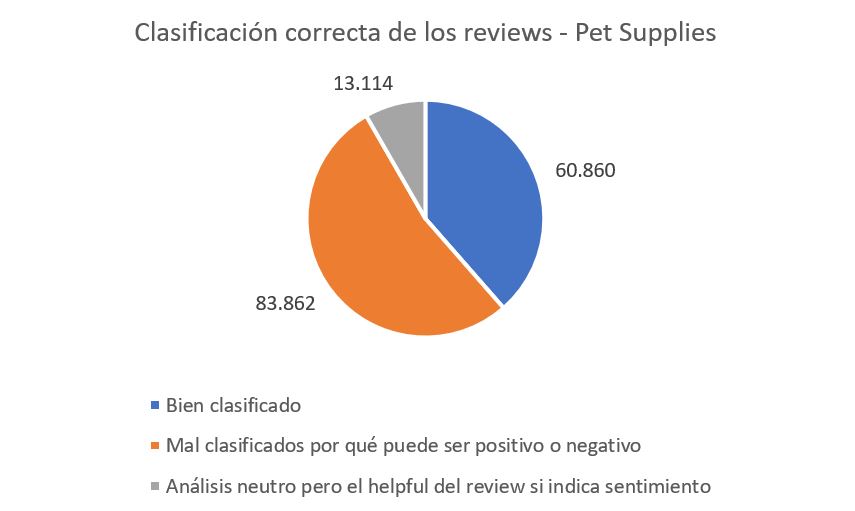 Clasificación correcta de los reviews - Pet Supplies
13.114
60.860
83.862
Bien clasificado
Mal clasificados por qué puede ser positivo o negativo
Análisis neutro pero el helpful del review si indica sentimiento